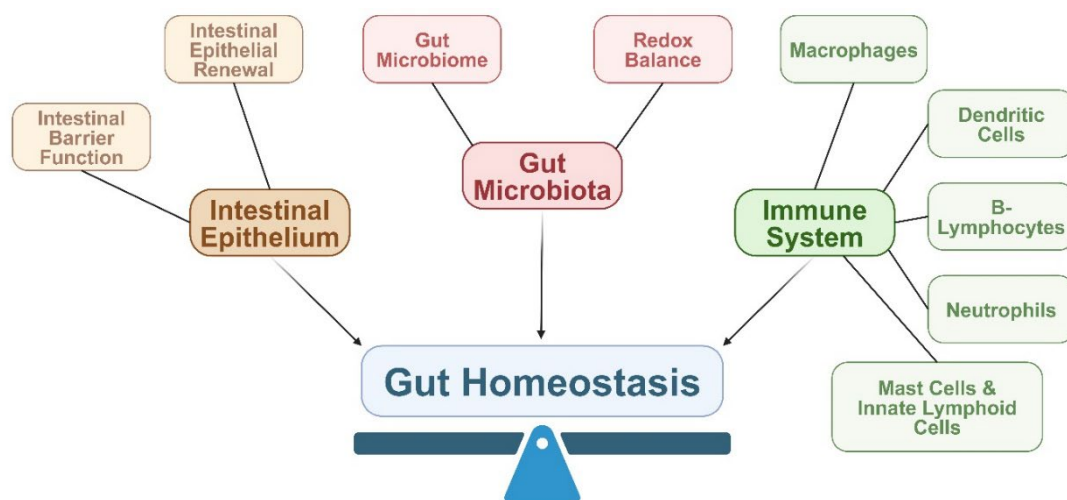 Intestinal
Epithelial
Renewal
Gut
Microbiome
Redox
Balance
Macrophages
Intestinal
Barrier
Function
Dendritic
Cells
Gut
Microbiota
Intestinal
Epithelium
Immune
System
B-
Lymphocytes
Neutrophils
Gut Homeostasis
Mast Cells &
Innate Lymphoid
Cells